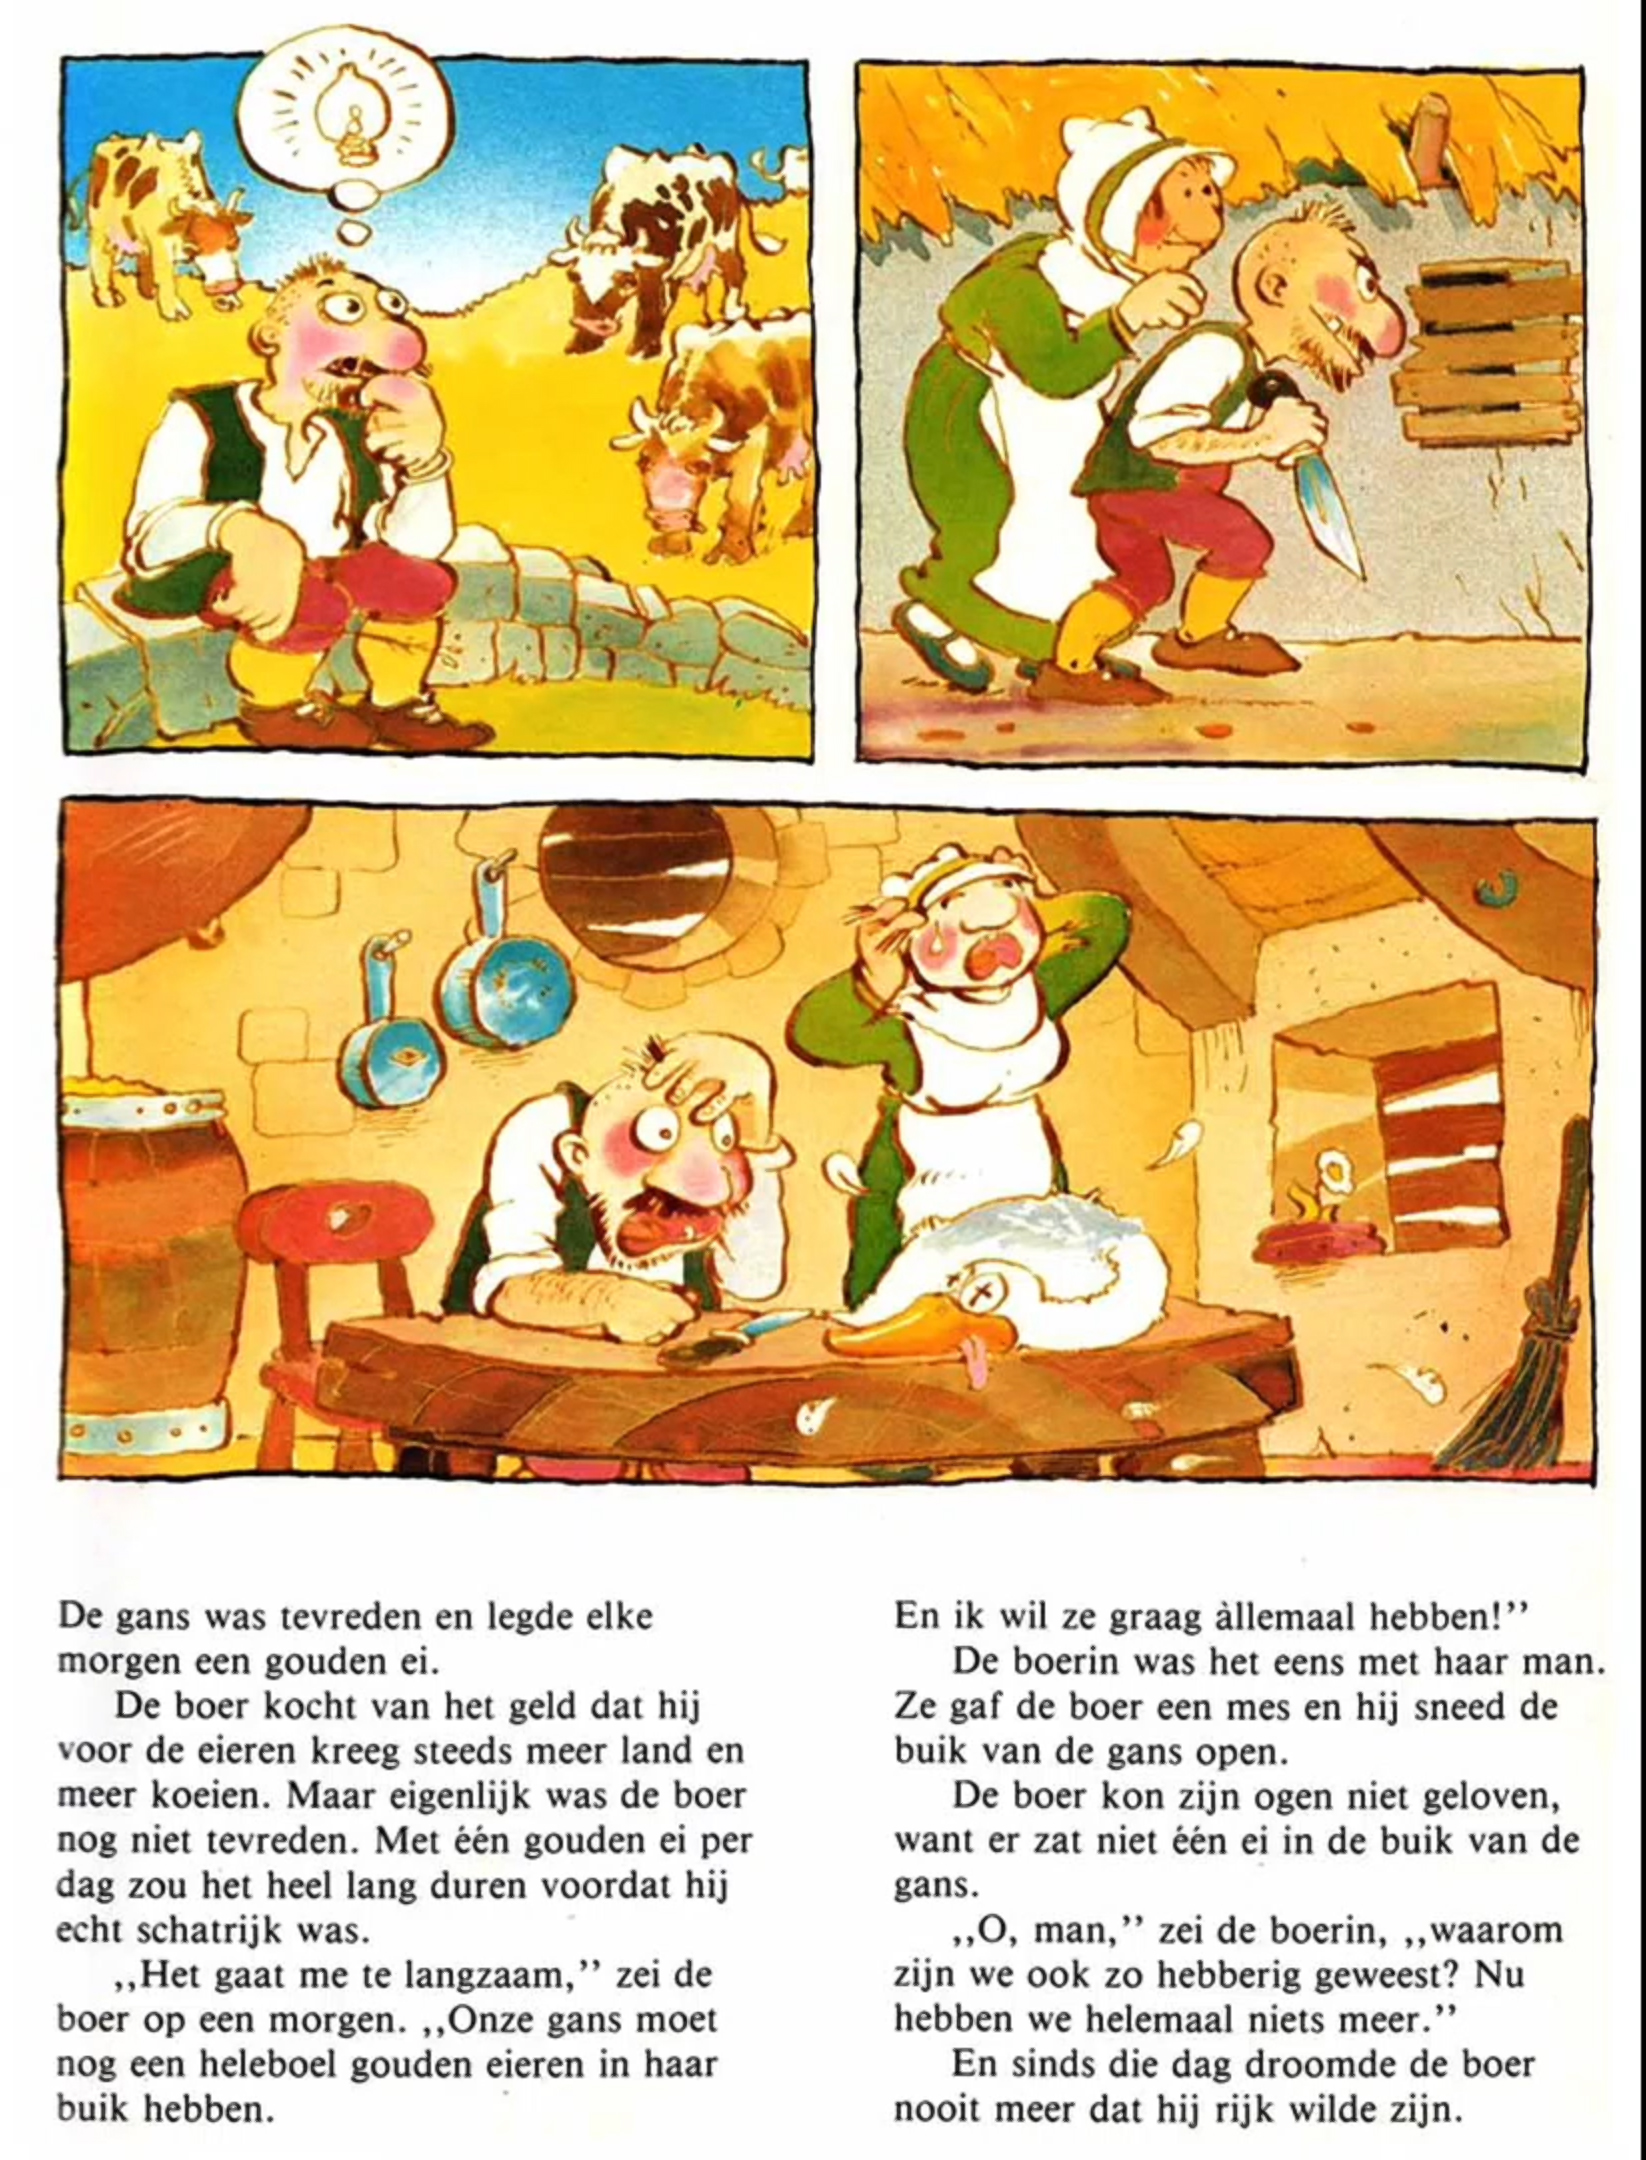 De gans was tevreden en legde elke
morgen een gouden ei.
De boer kocht van het geld dat hij
voor de eieren kreeg steeds meer land en
meer koeien. Maar eigenlijk was de boer
nog niet tevreden. Met één gouden ei per
dag zou het heel lang duren voordat hij
echt schatrijk was.
,,Het gaat me te langzaam,’’ zei de
boer op een morgen. ,,Onze gans moet
nog een heleboel gouden eieren in haar
buik hebben.
En ik wil ze graag àllemaal hebben!’’
De boerin was het eens met haar man.
Ze gaf de boer een mes en hij sneed de
buik van de gans open.
De boer kon zijn ogen niet geloven,
want er zat niet één ei in de buik van de
gans.
,,O, man,’’ zei de boerin, ,,waarom
zijn we ook zo hebberig geweest? Nu
hebben we helemaal niets meer.’’
En sinds die dag droomde de boer
nooit meer dat hij rijk wilde zijn.